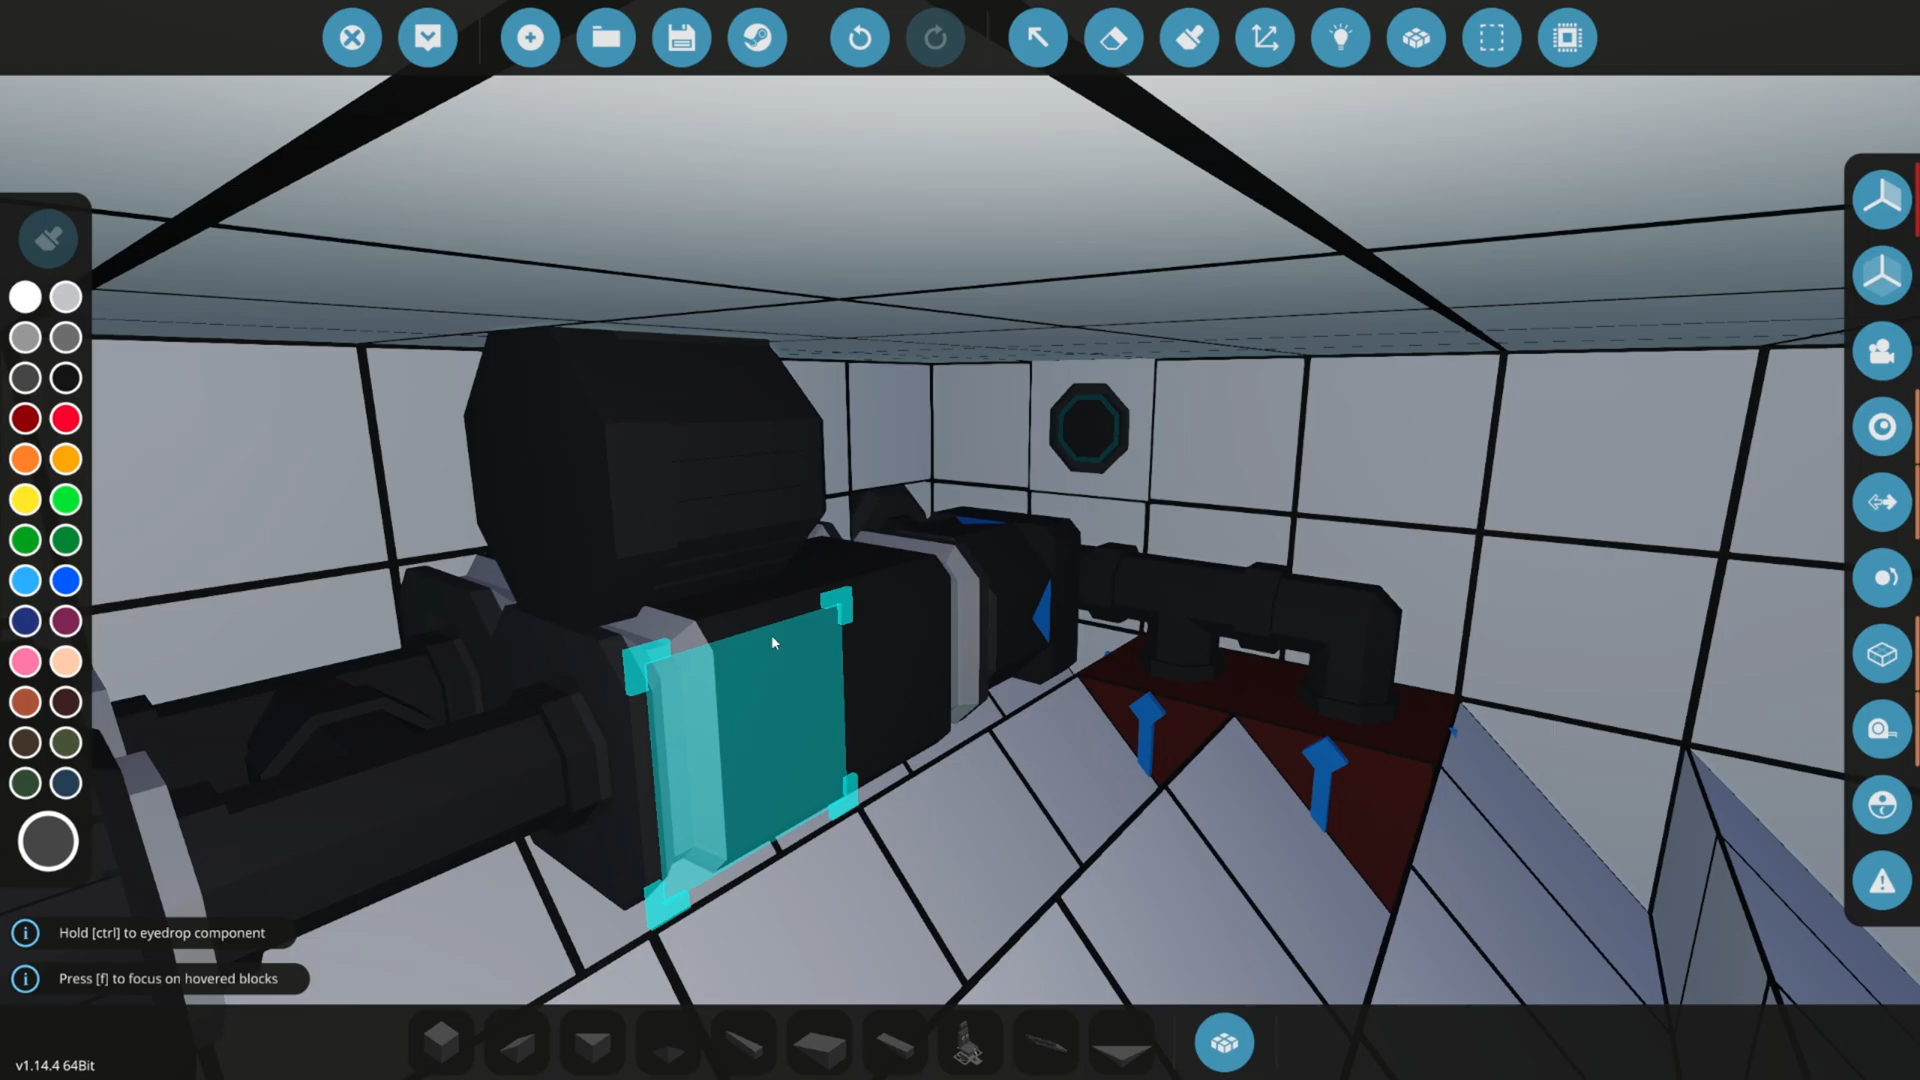 Hold [ctrl] to eyedrop component
Press [f] to focus on hovered blocks
v1.14.4 64Bit